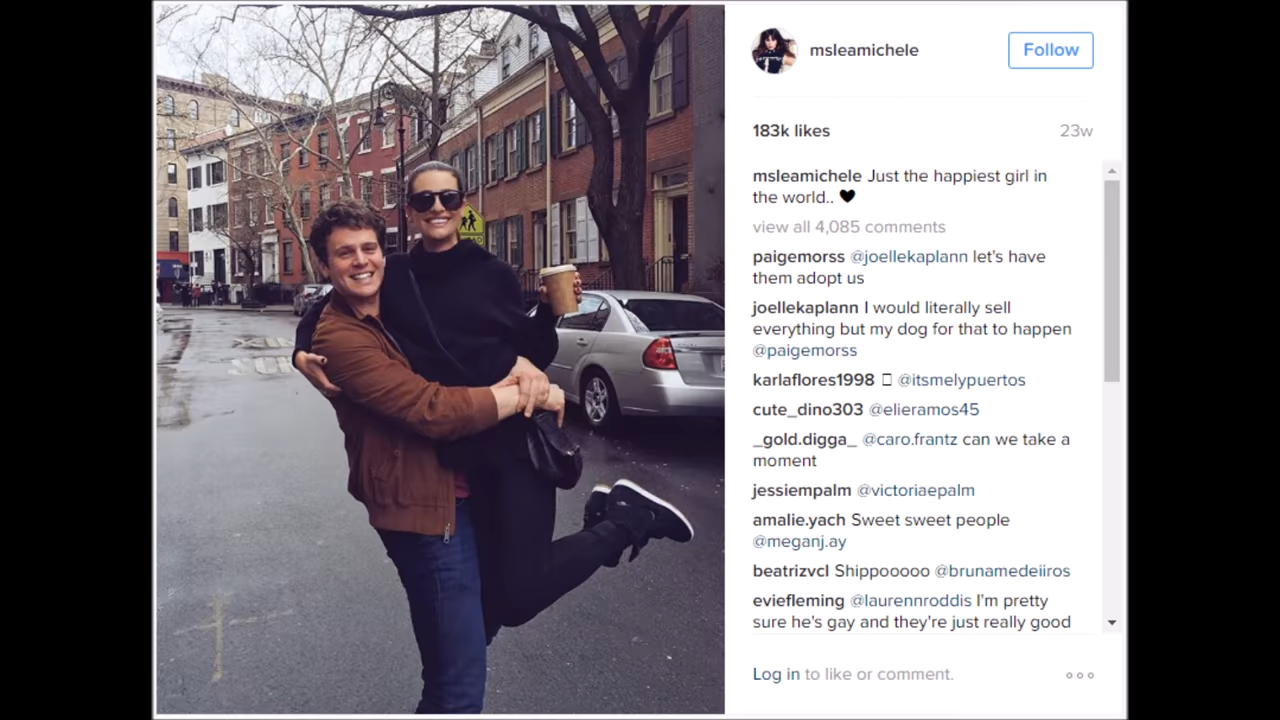 msleamichele
Follow
183k likes
23w
msleamichele Just the happiest girl in
the world.. 🖤
view all 4,085 comments
paigemorss @joellekaplann let's have
them adopt us
joellekaplann I would literally sell
everything but my dog for that to happen
@paigemorss
karlaflores1998 @itsmelypuertos
cute_dino303 @elieramos45
_gold.digga_ @caro.frantz can we take a
moment
jessiempalm @victoriaepalm
amalie.yach Sweet sweet people
@meganj.ay
beatrizvcl Shippooooo @brunamedeiiros
eviefleming @laurennroddis I'm pretty
sure he's gay and they're just really good
Log in to like or comment.